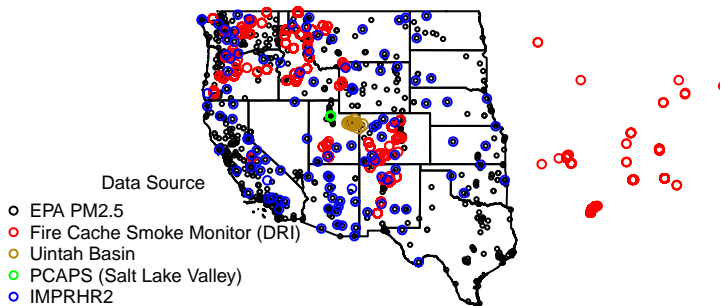 Data Source
EPA PM2.5
Fire Cache Smoke Monitor (DRI)
Uintah Basin
PCAPS (Salt Lake Valley)
IMPRHR2